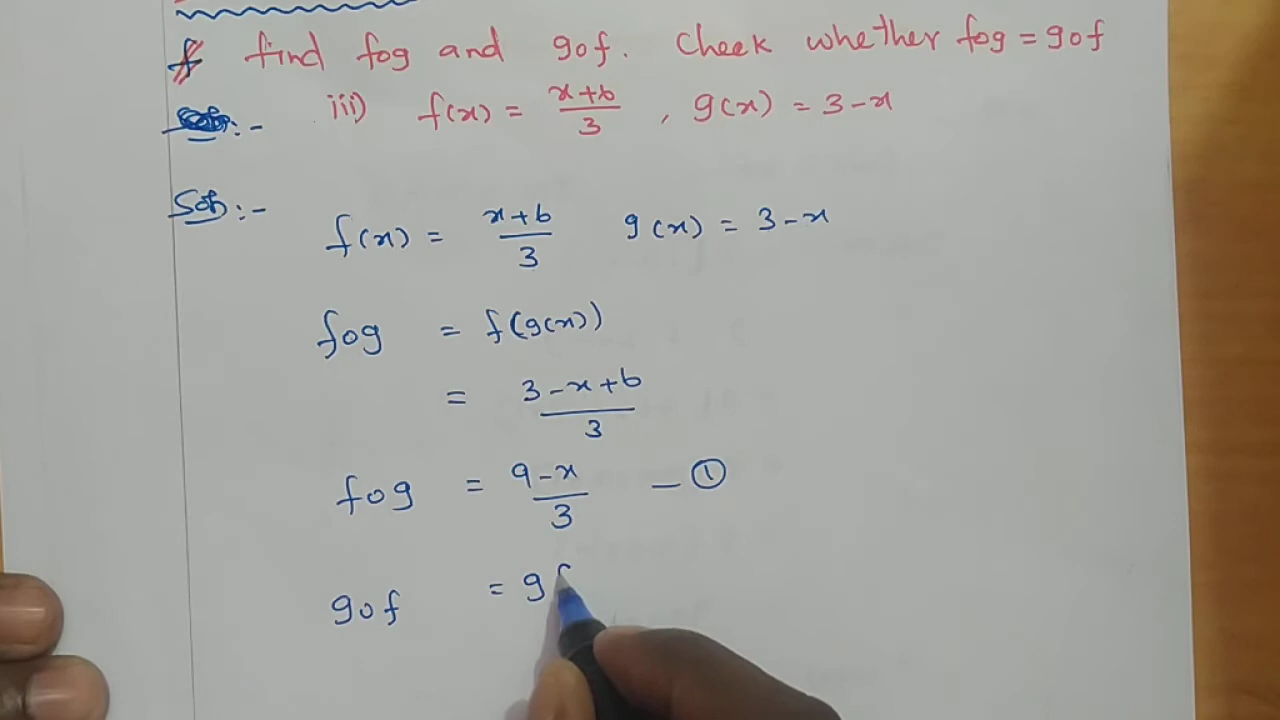 find fog and gof. Cheek whether fog = gof
iii) f(x) = x+6/3 , g(x) = 3-x
Sol:-
f(x) = x+6/3 g(x) = 3-x
fog = f(g(x))
= 3-x+6/3
fog = 9-x/3 — ①
gof = g